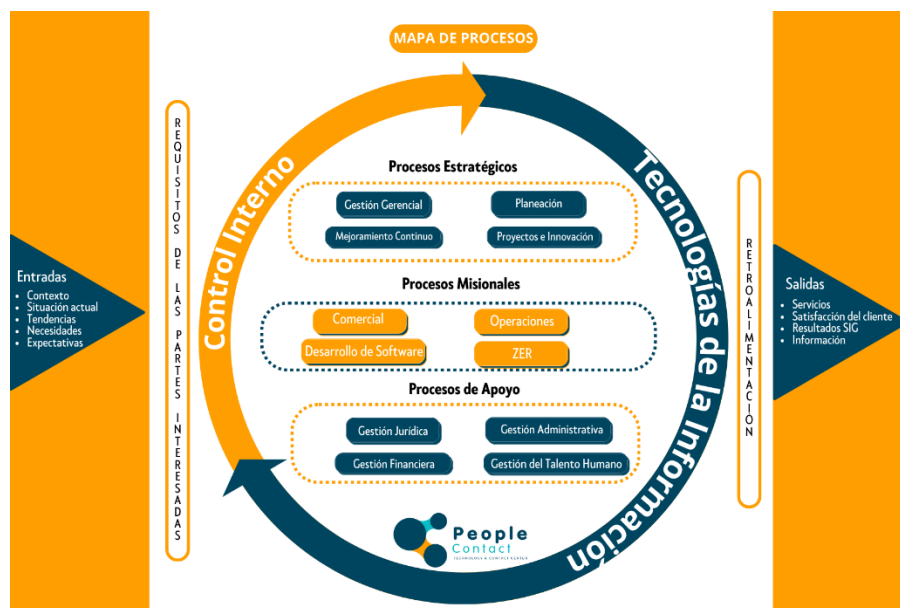 MAPA DE PROCESOS
Entradas
• Contexto
• Situación actual
• Tendencias
• Necesidades
• Expectativas
REQUISITOS DE LAS PARTES INTERESADAS
Control Interno
Tecnologías de la Información
Procesos Estratégicos
Gestión Gerencial
Planeación
Mejoramiento Continuo
Proyectos e Innovación
Procesos Misionales
Comercial
Operaciones
Desarrollo de Software
ZER
Procesos de Apoyo
Gestión Jurídica
Gestión Administrativa
Gestión Financiera
Gestión del Talento Humano
People
Contact
TECHNOLOGY & CONTACT CENTER
RETROALIMENTACIÓN
Salidas
• Servicios
• Satisfacción del cliente
• Resultados SIG
• Información